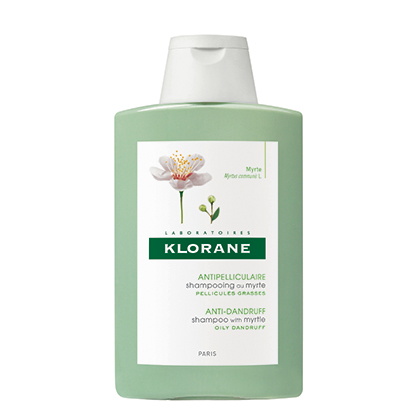 Myrte
Myrtus communis L.
LABORATOIRES
KLORANE
ANTIPELLICULAIRE
shampooing au myrte
PELLICULES GRASSES
ANTI-DANDRUFF
shampoo with myrtle
OILY DANDRUFF
PARIS